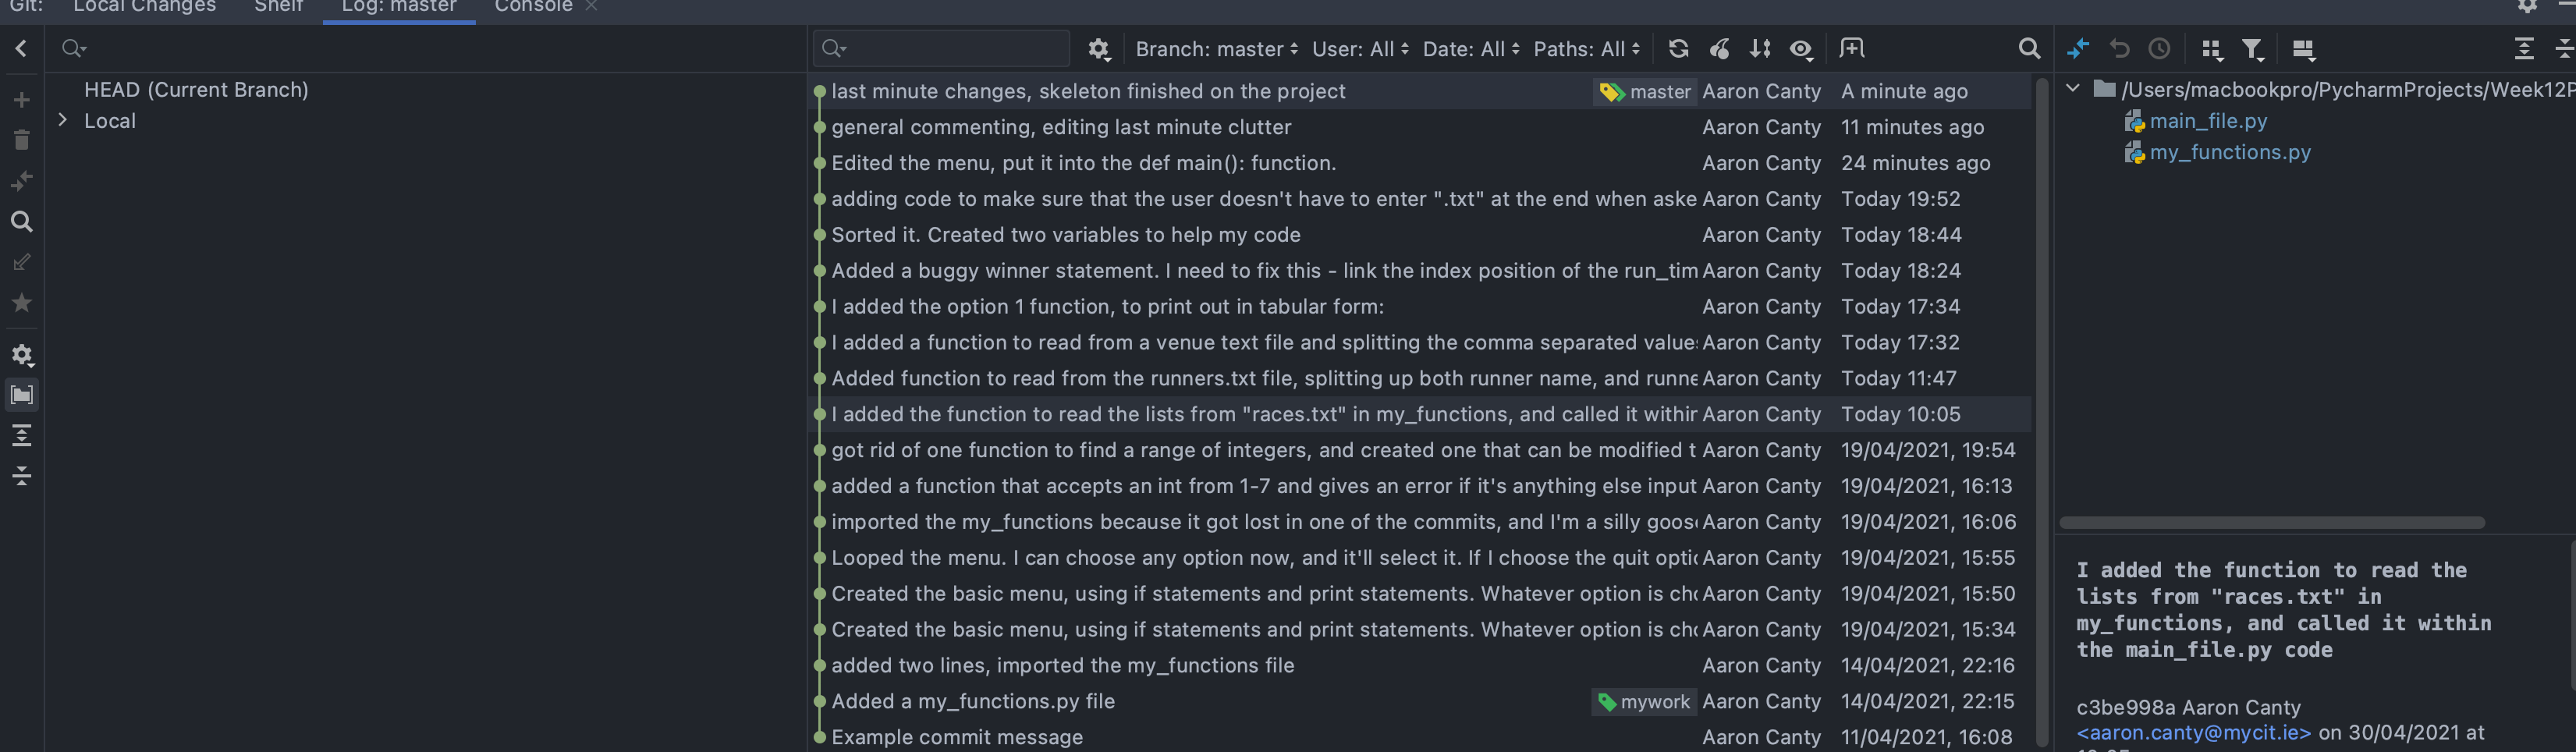 Git: Local Changes Shelf Log: master Console
Branch: master User: All Date: All Paths: All
HEAD (Current Branch)
Local
last minute changes, skeleton finished on the project master Aaron Canty A minute ago
general commenting, editing last minute clutter Aaron Canty 11 minutes ago
Edited the menu, put it into the def main(): function. Aaron Canty 24 minutes ago
adding code to make sure that the user doesn't have to enter ".txt" at the end when aske Aaron Canty Today 19:52
Sorted it. Created two variables to help my code Aaron Canty Today 18:44
Added a buggy winner statement. I need to fix this - link the index position of the run_tim Aaron Canty Today 18:24
I added the option 1 function, to print out in tabular form: Aaron Canty Today 17:34
I added a function to read from a venue text file and splitting the comma separated value Aaron Canty Today 17:32
Added function to read from the runners.txt file, splitting up both runner name, and runne Aaron Canty Today 11:47
I added the function to read the lists from "races.txt" in my_functions, and called it within Aaron Canty Today 10:05
got rid of one function to find a range of integers, and created one that can be modified t Aaron Canty 19/04/2021, 19:54
added a function that accepts an int from 1-7 and gives an error if it's anything else input Aaron Canty 19/04/2021, 16:13
imported the my_functions because it got lost in one of the commits, and I'm a silly goose Aaron Canty 19/04/2021, 16:06
Looped the menu. I can choose any option now, and it'll select it. If I choose the quit optic Aaron Canty 19/04/2021, 15:55
Created the basic menu, using if statements and print statements. Whatever option is cho Aaron Canty 19/04/2021, 15:50
Created the basic menu, using if statements and print statements. Whatever option is cho Aaron Canty 19/04/2021, 15:34
added two lines, imported the my_functions file Aaron Canty 14/04/2021, 22:16
Added a my_functions.py file mywork Aaron Canty 14/04/2021, 22:15
Example commit message Aaron Canty 11/04/2021, 16:08
/Users/macbookpro/PycharmProjects/Week12P
main_file.py
my_functions.py
I added the function to read the
lists from "races.txt" in
my_functions, and called it within
the main_file.py code
c3be998a Aaron Canty
<aaron.canty@mycit.ie> on 30/04/2021 at